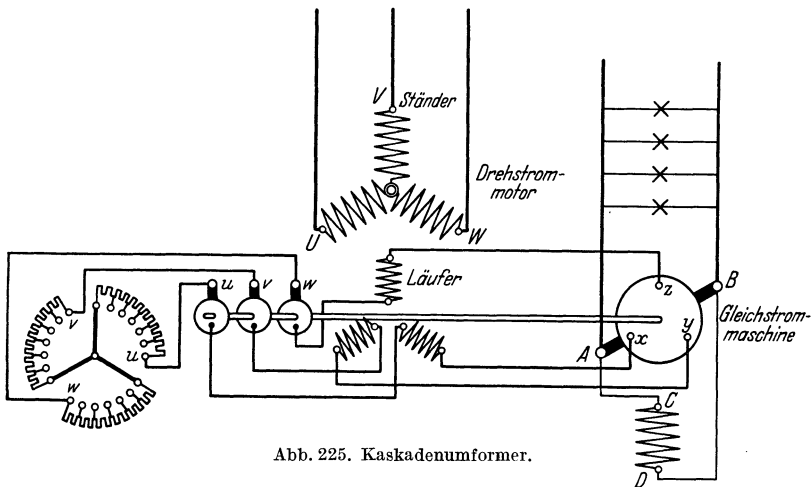 V Ständer
Drehstrom-
motor
U
W
Läufer
u
v
w
v
u
w
z
B
Gleichstrom-
maschine
x
y
A
C
D
Abb. 225. Kaskadenumformer.